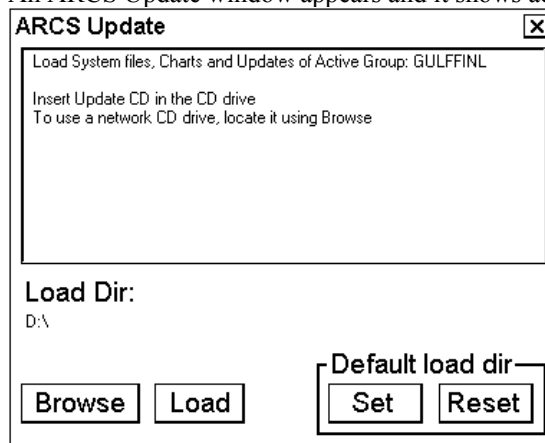 An ARCS Update window appears and it shows
ARCS Update
Load System files, Charts and Updates of Active Group: GULFFINL
Insert Update CD in the CD drive
To use a network CD drive, locate it using Browse
Load Dir:
D:\
Default load dir
Browse Load Set Reset